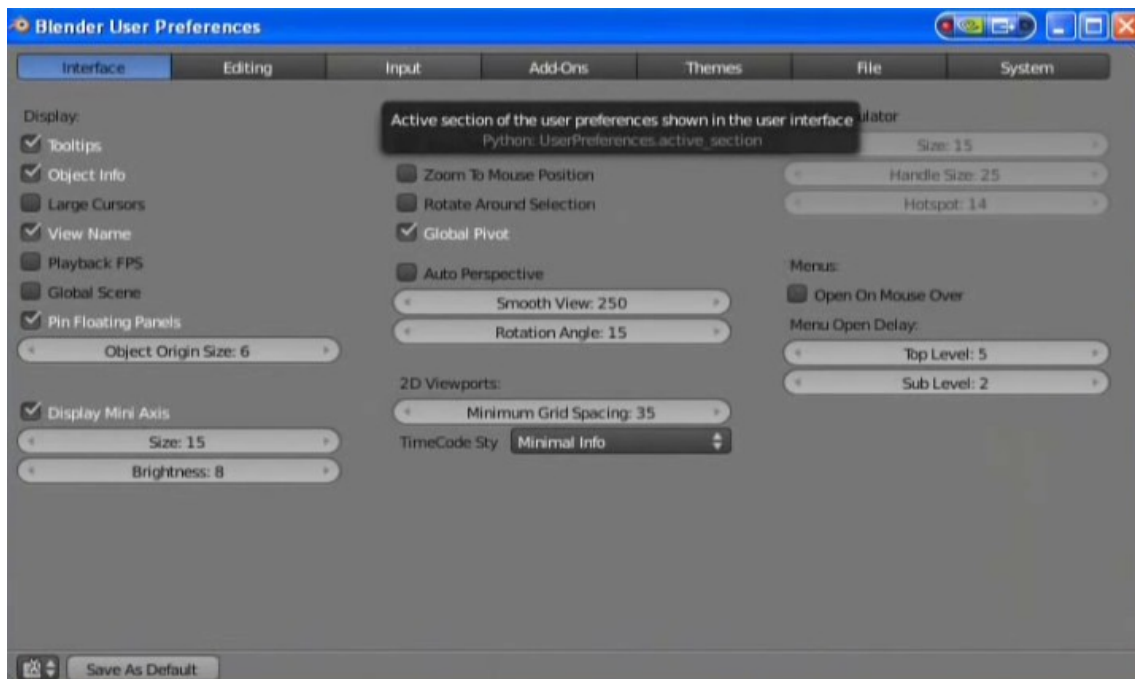 Blender User Preferences
Interface Editing Input Add-Ons Themes File System
Active section of the user preferences shown in the user interface
Python: UserPreferences.active_section
Display:
Tooltips
Object Info
Large Cursors
View Name
Playback FPS
Global Scene
Pin Floating Panels
Object Origin Size: 6
Display Mini Axis
Size: 15
Brightness: 8
Zoom To Mouse Position
Rotate Around Selection
Global Pivot
Auto Perspective
Smooth View: 250
Rotation Angle: 15
2D Viewports:
Minimum Grid Spacing: 35
TimeCode Sty Minimal Info
Size: 15
Handle Size: 25
Hotspot: 14
Menus:
Open On Mouse Over
Menu Open Delay:
Top Level: 5
Sub Level: 2
Save As Default